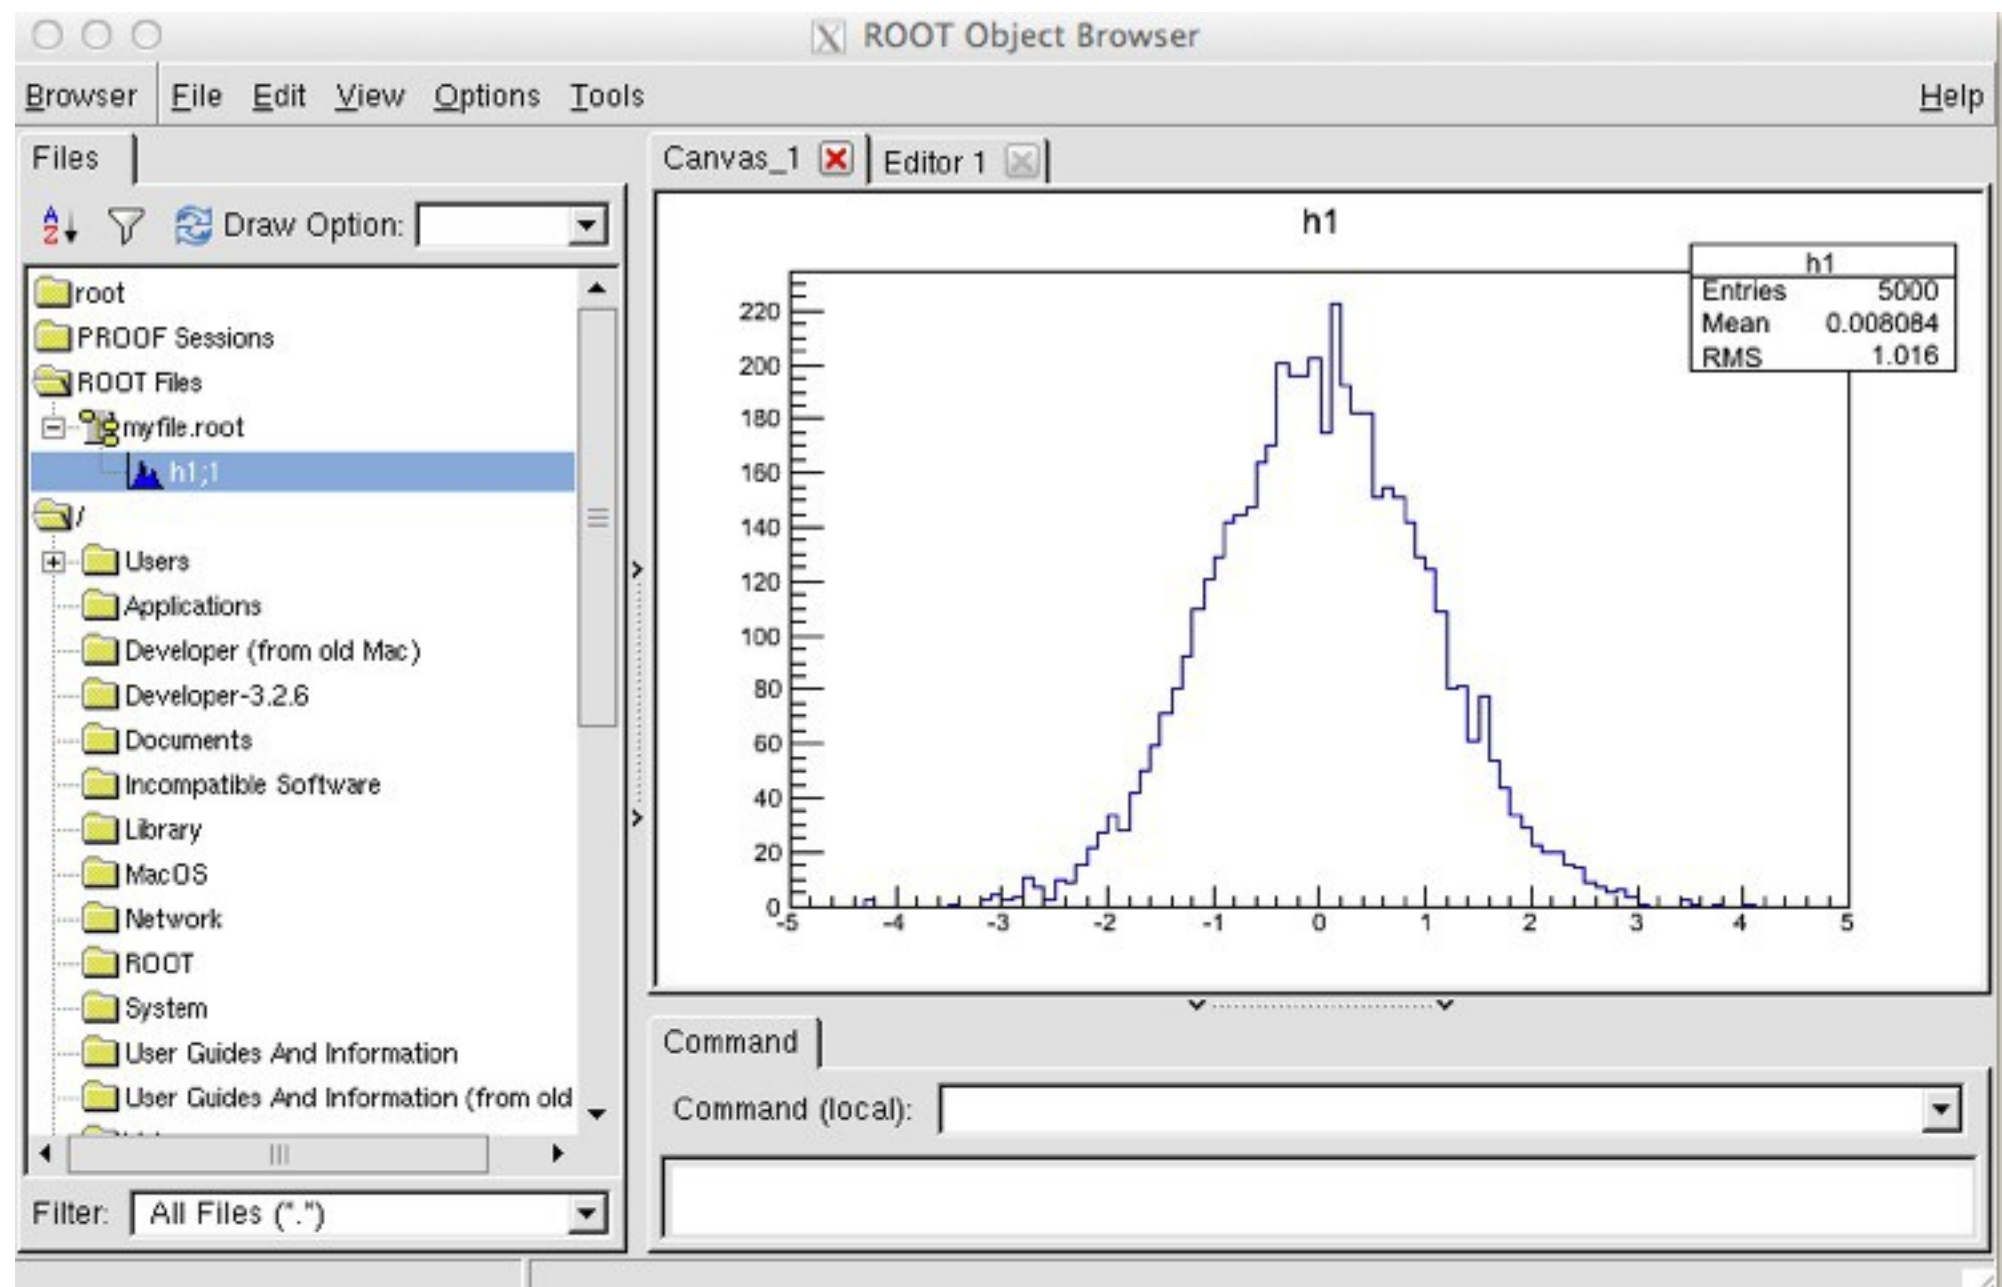 ROOT Object Browser
Browser File Edit View Options Tools Help
Files
Draw Option:
root
PROOF Sessions
ROOT Files
myfile.root
h1;1
/
Users
Applications
Developer (from old Mac)
Developer-3.2.6
Documents
Incompatible Software
Library
MacOS
Network
ROOT
System
User Guides And Information
User Guides And Information (from old
Filter: All Files (*.*)
Canvas_1 Editor 1
h1
h1
Entries 5000
Mean 0.008084
RMS 1.016
220
200
180
160
140
120
100
80
60
40
20
0
-5 -4 -3 -2 -1 0 1 2 3 4 5
Command
Command (local):